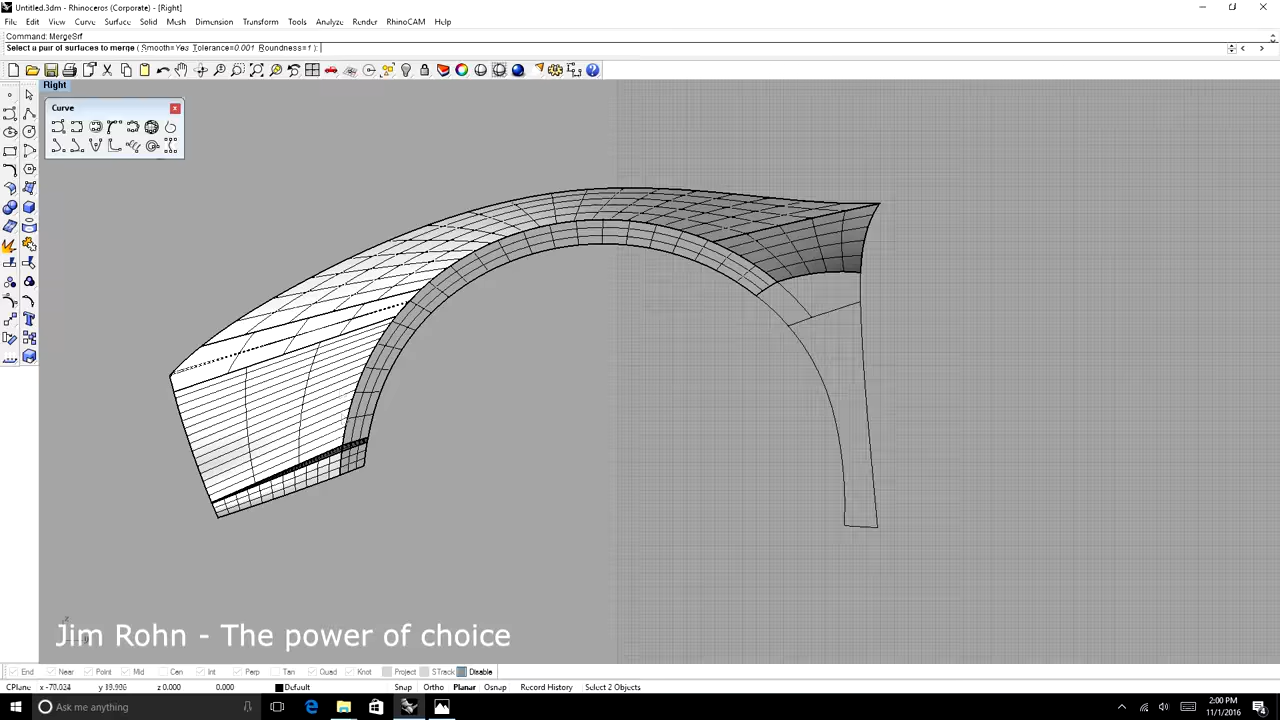 Untitled.3dm - Rhinoceros (Corporate) - [Right]
File Edit View Curve Surface Solid Mesh Dimension Transform Tools Analyze Render RhinoCAM Help
Command: MergeSrf
Select a pair of surfaces to merge ( Smooth=Yes Tolerance=0.001 Roundness=1 ):
Right
Curve
Jim Rohn - The power of choice
End Near Point Mid Cen Int Perp Tan Quad Knot Project STrack Disable
CPlane x -70.034 y 19.936 z 0.000 0.000 Default Snap Ortho Planar Osnap Record History Select 2 Objects
Ask me anything
2:00 PM
11/1/2016